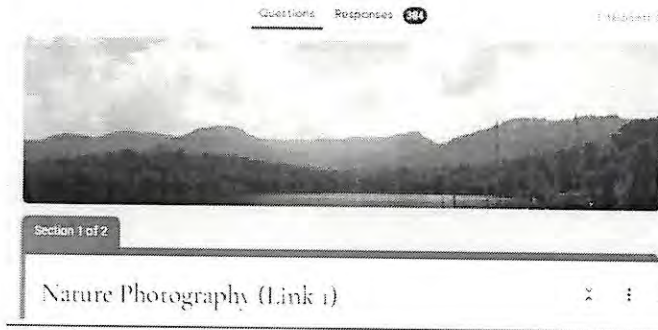 Questions Responses 384
Section 1 of 2
Nature Photography (Link 1)